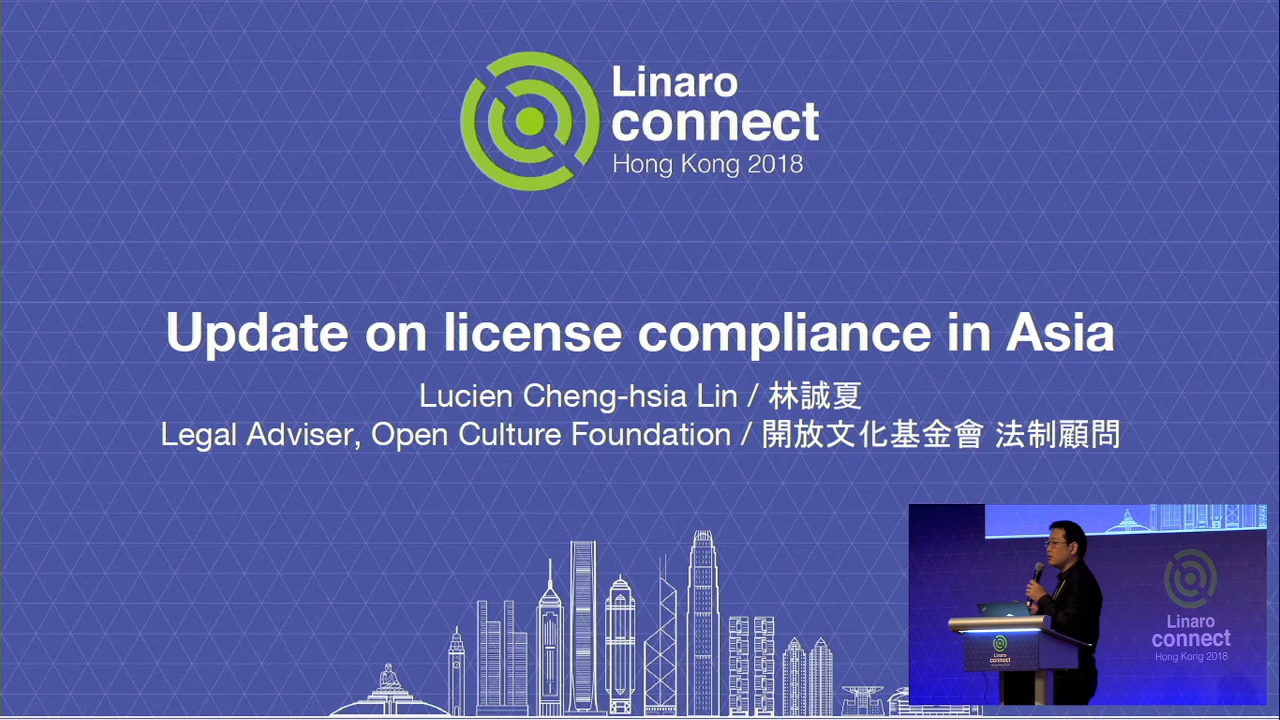 Linaro
connect
Hong Kong 2018
Update on license compliance in Asia
Lucien Cheng-hsia Lin / 林誠夏
Legal Adviser, Open Culture Foundation / 開放文化基金會 法制顧問
Linaro
connect
Hong Kong 2018
Linaro
connect